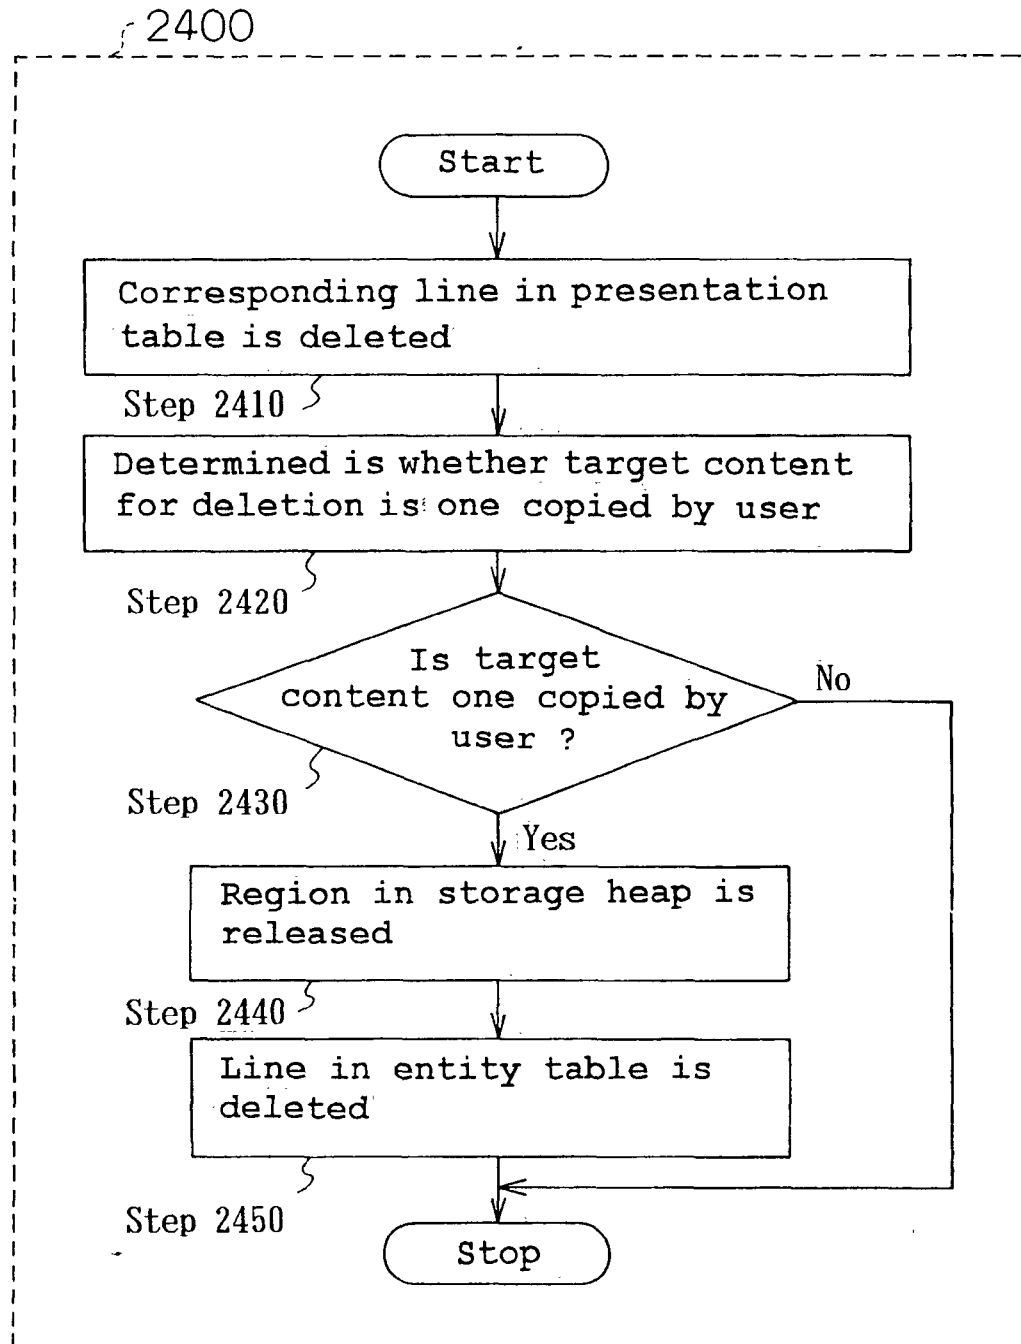 2400
Start
Corresponding line in presentation
table is deleted
Step 2410
Determined is whether target content
for deletion is one copied by user
Step 2420
Is target
content one copied by
user ?
No
Step 2430
Yes
Region in storage heap is
released
Step 2440
Line in entity table is
deleted
Step 2450
Stop